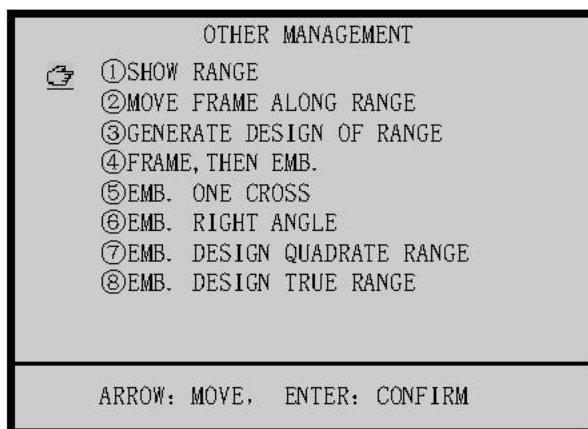 OTHER MANAGEMENT
①SHOW RANGE
②MOVE FRAME ALONG RANGE
③GENERATE DESIGN OF RANGE
④FRAME, THEN EMB.
⑤EMB. ONE CROSS
⑥EMB. RIGHT ANGLE
⑦EMB. DESIGN QUADRATE RANGE
⑧EMB. DESIGN TRUE RANGE
ARROW: MOVE, ENTER: CONFIRM